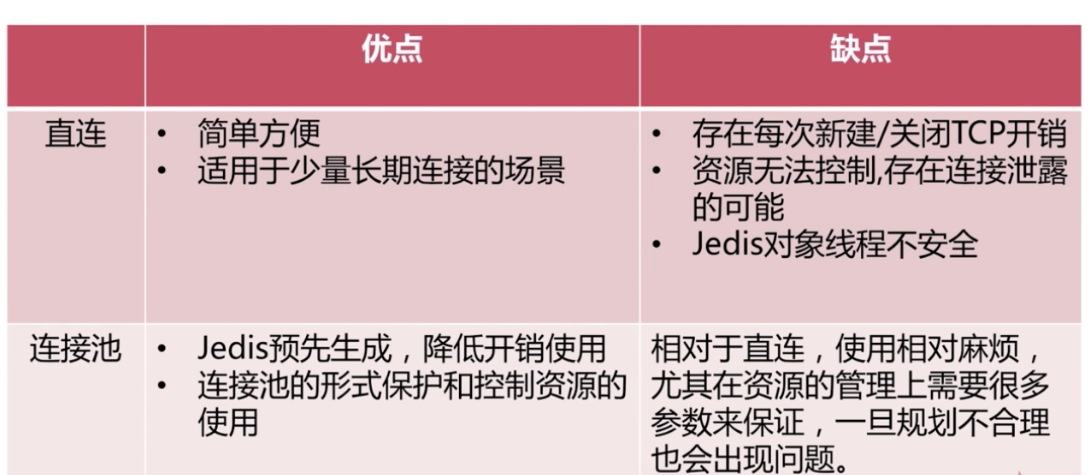 优点
缺点
直连
• 简单方便
• 适用于少量长期连接的场景
• 存在每次新建/关闭TCP开销
• 资源无法控制,存在连接泄露
的可能
• Jedis对象线程不安全
连接池
• Jedis预先生成，降低开销使用
• 连接池的形式保护和控制资源的
使用
相对于直连，使用相对麻烦，
尤其在资源的管理上需要很多
参数来保证，一旦规划不合理
也会出现问题。